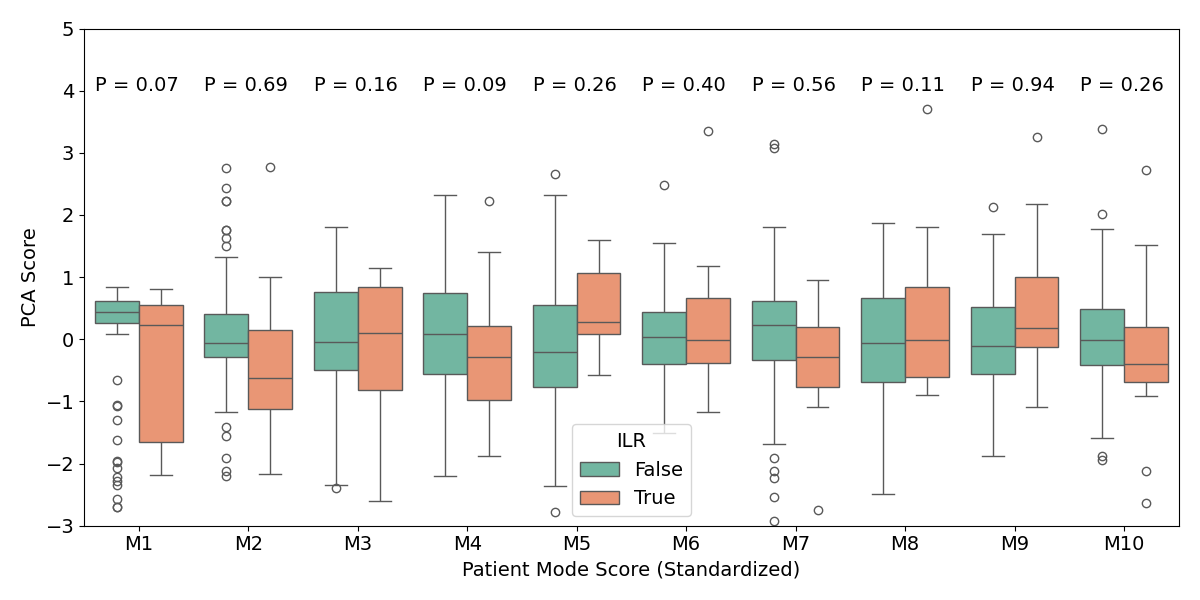 P = 0.07 P = 0.69 P = 0.16 P = 0.09 P = 0.26 P = 0.40 P = 0.56 P = 0.11 P = 0.94 P = 0.26
PCA Score
5
4
3
2
1
0
−1
−2
−3
ILR
False
True
M1 M2 M3 M4 M5 M6 M7 M8 M9 M10
Patient Mode Score (Standardized)